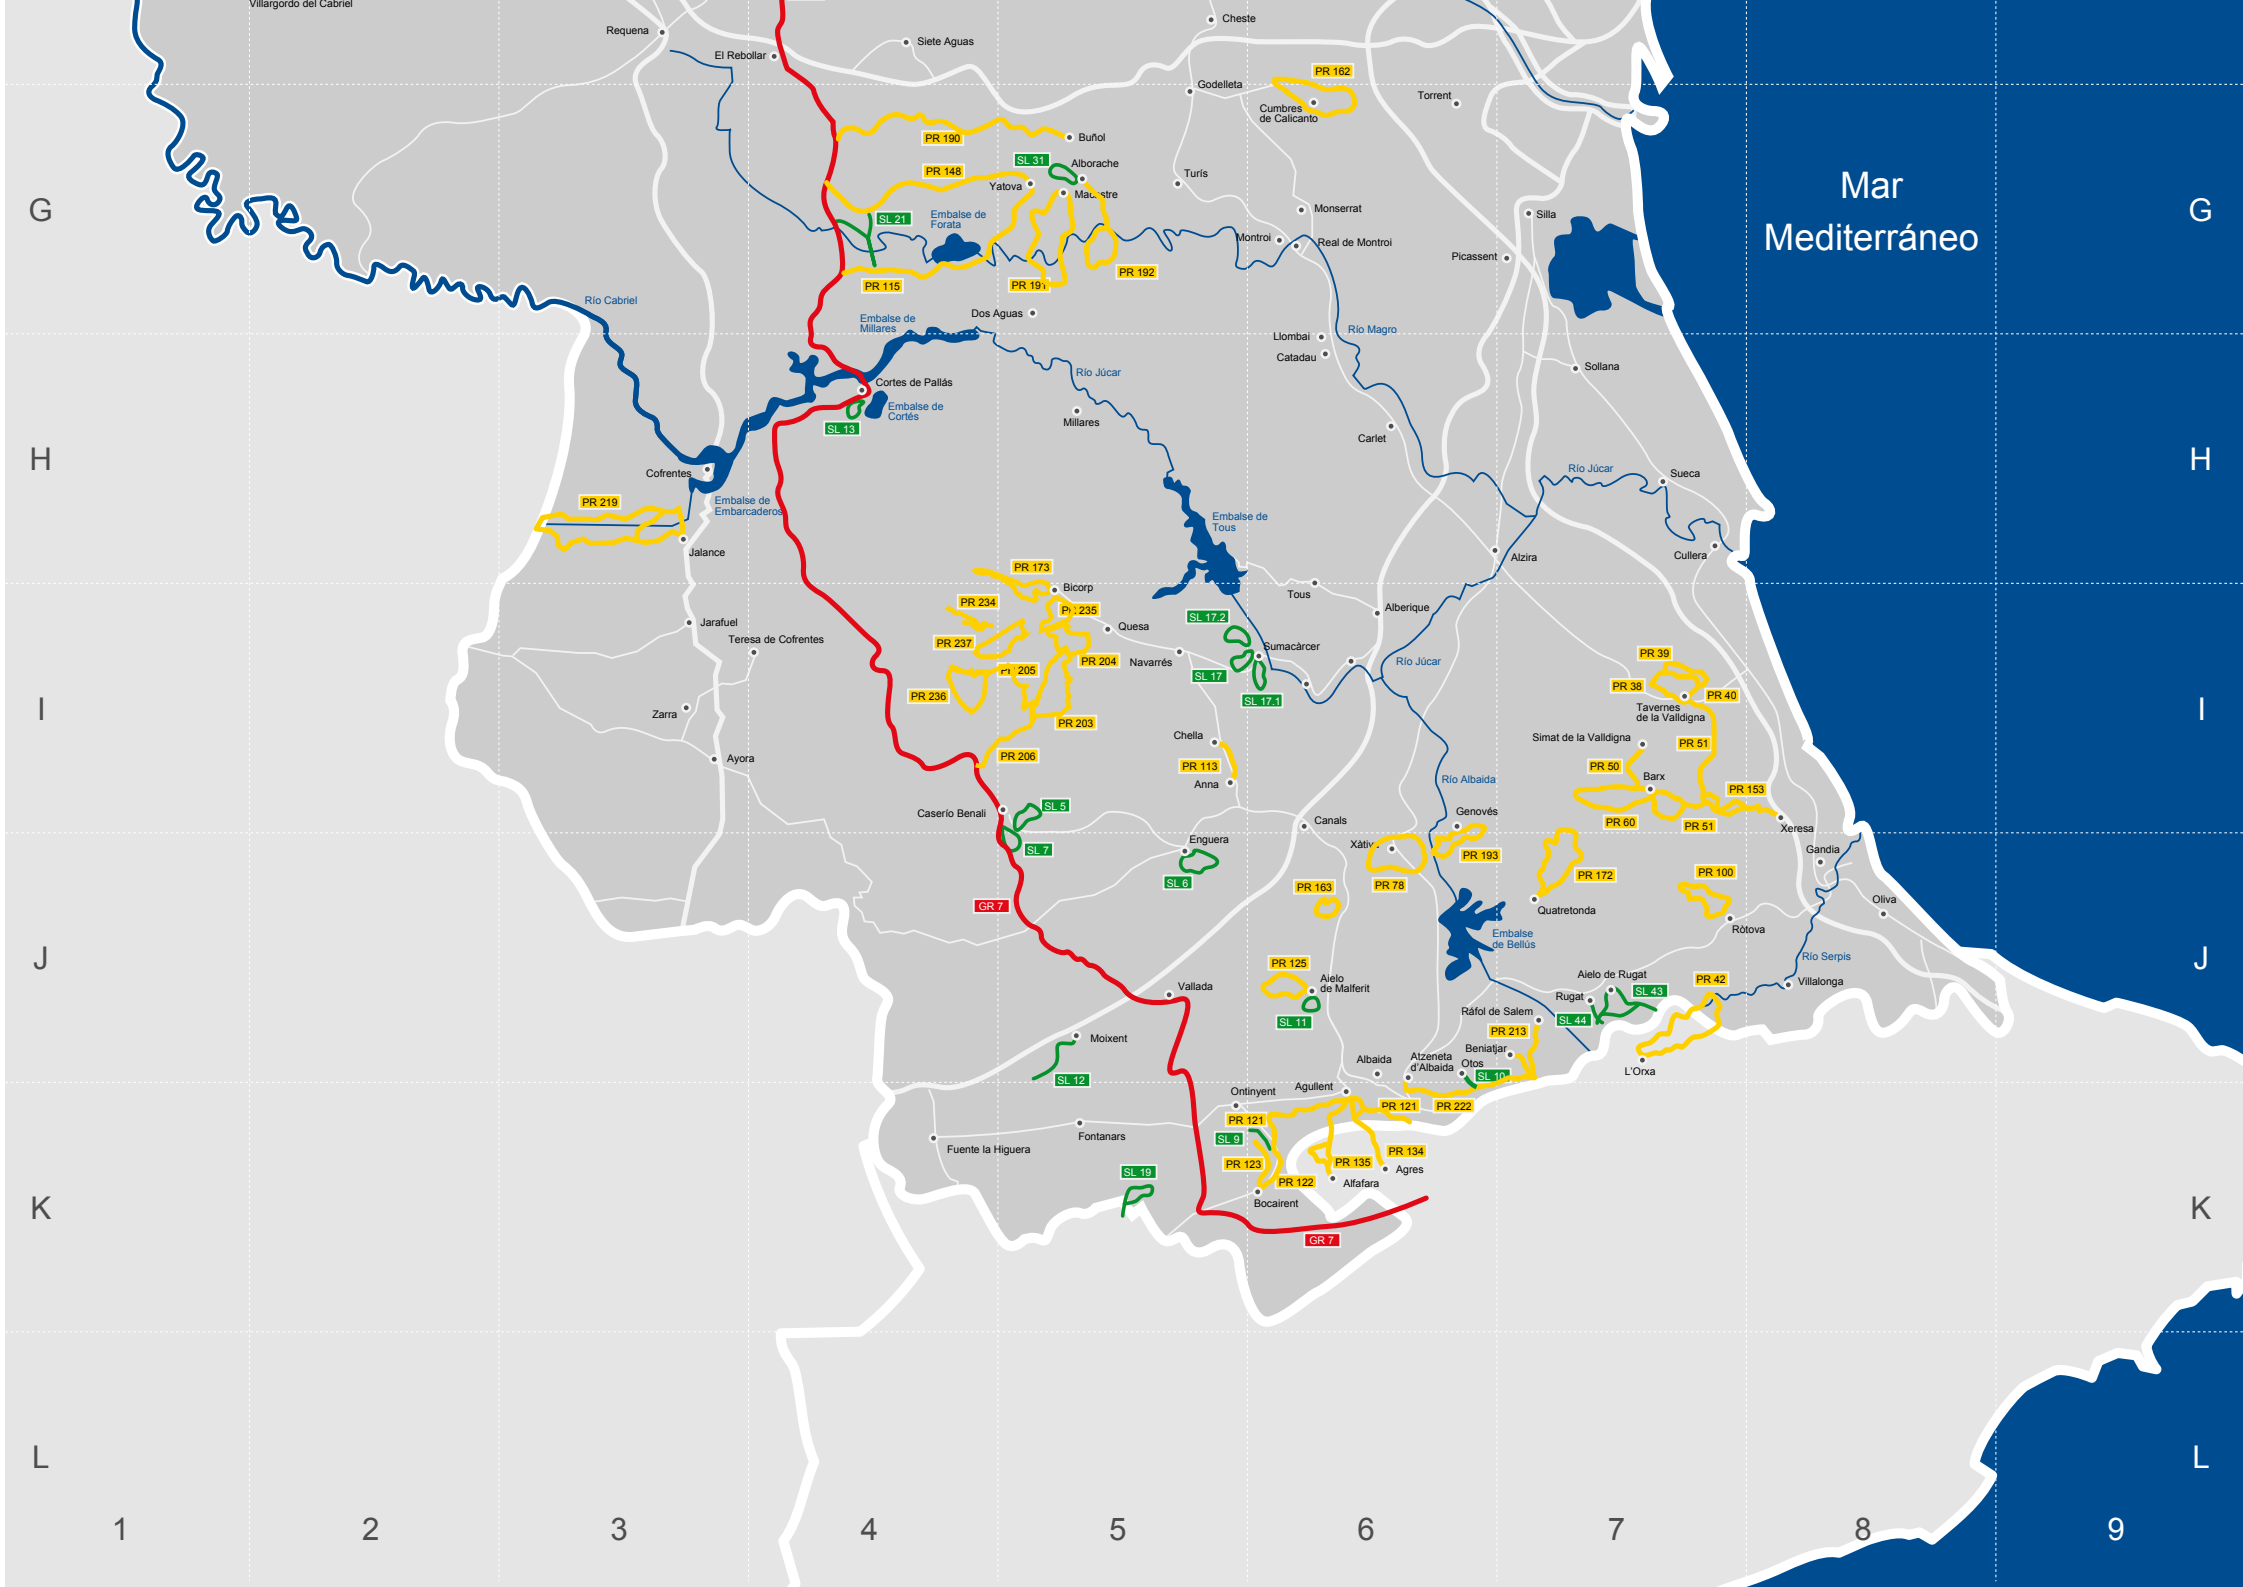 Villargordo del Cabriel
Requena
El Rebollar
Siete Aguas
Cheste
Godelleta
PR 162
Cumbres
de Calicanto
Torrent
PR 190
Buñol
SL 31
Alborache
PR 148
Yatova
Macastre
Turís
Mar
Mediterráneo
G
G
SL 21
Embalse de
Forata
Monserrat
Silla
Montroi
Real de Montroi
Picassent
PR 115
PR 191
PR 192
Río Cabriel
Dos Aguas
Embalse de
Millares
Llombai
Catadau
Río Magro
Río Júcar
Sollana
Cortes de Pallás
Embalse de
Cortés
SL 13
Millares
Carlet
H
H
Cofrentes
Río Júcar
Sueca
PR 219
Embalse de
Embarcaderos
Embalse de
Tous
Jalance
Alzira
Cullera
PR 173
Bicorp
Tous
PR 234
PR 235
Alberique
Jarafuel
Quesa
SL 17.2
Teresa de Cofrentes
PR 237
PR 204
Navarrés
Sumacàrcer
Río Júcar
PR 39
PR 205
SL 17
PR 38
PR 40
PR 236
SL 17.1
Tavernes
de la Valldigna
I
I
Zarra
PR 203
Chella
Simat de la Valldigna
PR 51
PR 206
Ayora
PR 113
PR 50
Barx
Anna
Río Albaida
PR 153
Caserío Benali
SL 5
Canals
Genovés
PR 60
PR 51
Xeresa
SL 7
Enguera
Xàtiva
PR 193
Gandia
SL 6
PR 163
PR 78
PR 172
PR 100
GR 7
Quatretonda
Oliva
Ròtova
Embalse
de Bellús
J
J
PR 125
Río Serpis
Aielo
de Malferit
Aielo de Rugat
PR 42
Vallada
Rugat
SL 43
Villalonga
SL 11
Ráfol de Salem
SL 44
PR 213
Moixent
Beniatjar
Albaida
Atzeneta
d'Albaida
Otos
SL 10
L'Orxa
SL 12
Ontinyent
Agullent
PR 121
PR 222
PR 121
Fontanars
SL 9
Fuente la Higuera
PR 134
PR 123
PR 135
Agres
SL 19
PR 122
Alfafara
Bocairent
K
K
GR 7
L
L
1
2
3
4
5
6
7
8
9